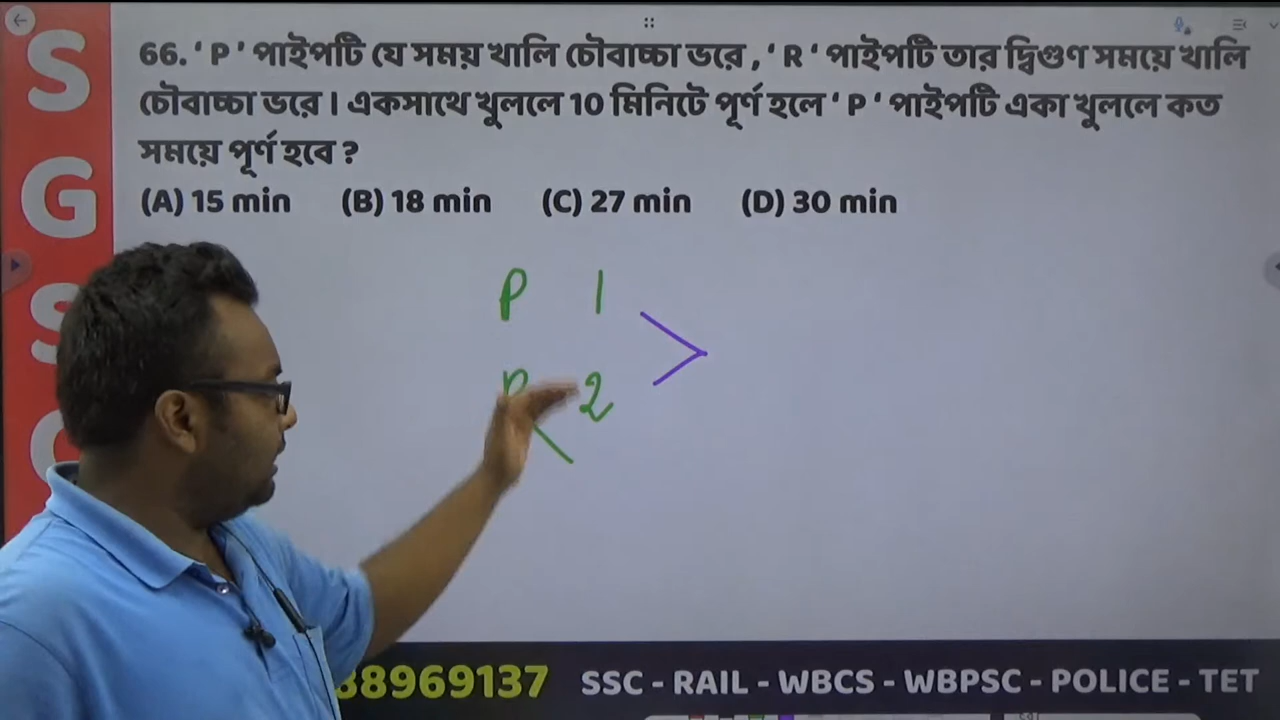 S
G
S
66. ' P ' পাইপটি যে সময় খালি চৌবাচ্চা ভরে , ' R ' পাইপটি তার দ্বিগুণ সময়ে খালি
চৌবাচ্চা ভরে । একসাথে খুললে 10 মিনিটে পূর্ণ হলে ' P ' পাইপটি একা খুললে কত
সময়ে পূর্ণ হবে ?
(A) 15 min (B) 18 min (C) 27 min (D) 30 min
P 1
R 2
88969137 SSC - RAIL - WBCS - WBPSC - POLICE - TET